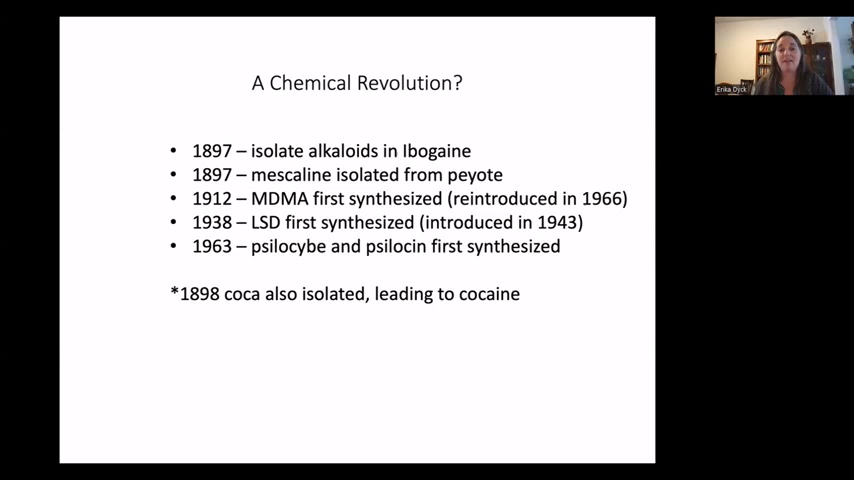 A Chemical Revolution?
• 1897 – isolate alkaloids in Ibogaine
• 1897 – mescaline isolated from peyote
• 1912 – MDMA first synthesized (reintroduced in 1966)
• 1938 – LSD first synthesized (introduced in 1943)
• 1963 – psilocybe and psilocin first synthesized
*1898 coca also isolated, leading to cocaine
Erika Dyck